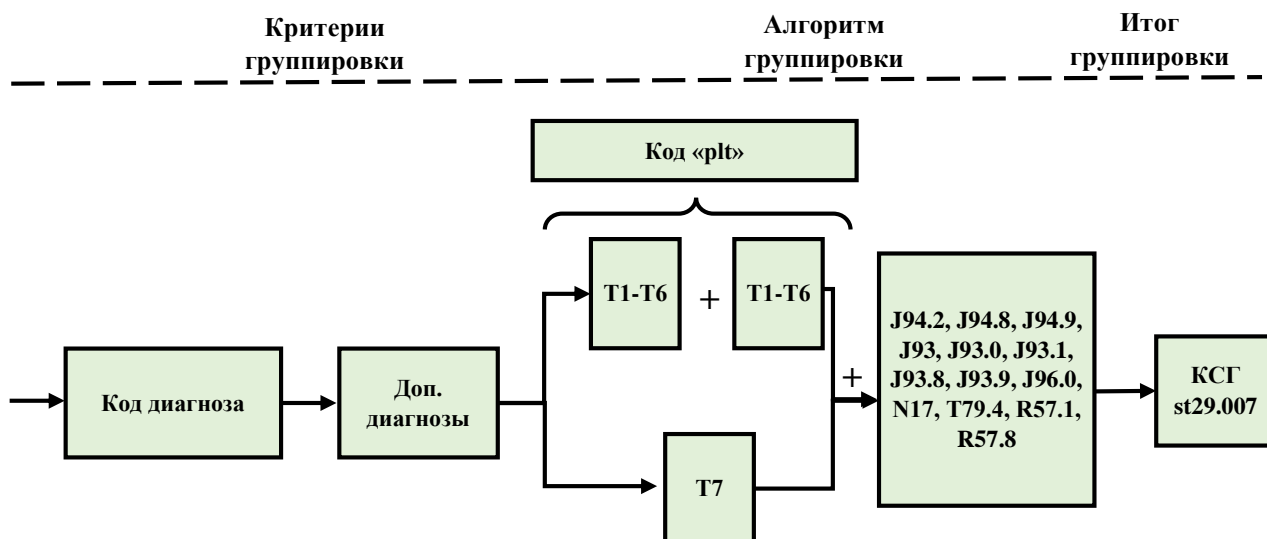 Критерии
группировки
Алгоритм
группировки
Итог
группировки
Код «plt»
T1-T6
+
T1-T6
Код диагноза
Доп.
диагнозы
T7
+
J94.2, J94.8, J94.9,
J93, J93.0, J93.1,
J93.8, J93.9, J96.0,
N17, T79.4, R57.1,
R57.8
КСГ
st29.007